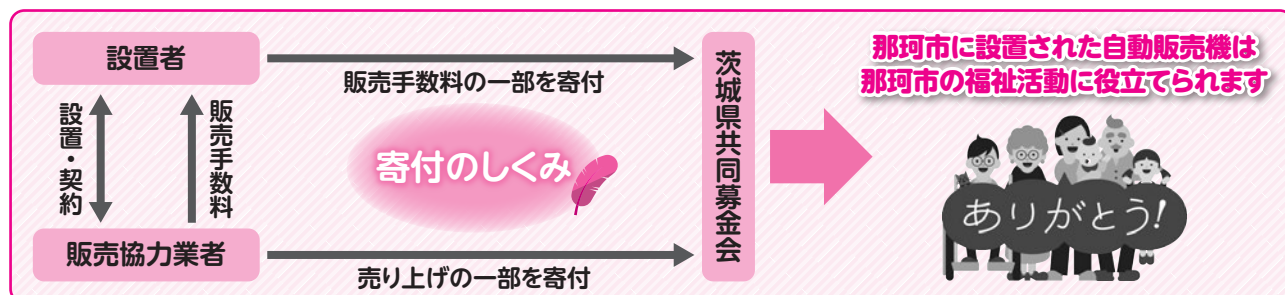 設置者
販売手数料の一部を寄付
設置・契約
販売手数料
寄付のしくみ
販売協力業者
売り上げの一部を寄付
茨城県共同募金会
那珂市に設置された自動販売機は
那珂市の福祉活動に役立てられます
ありがとう!